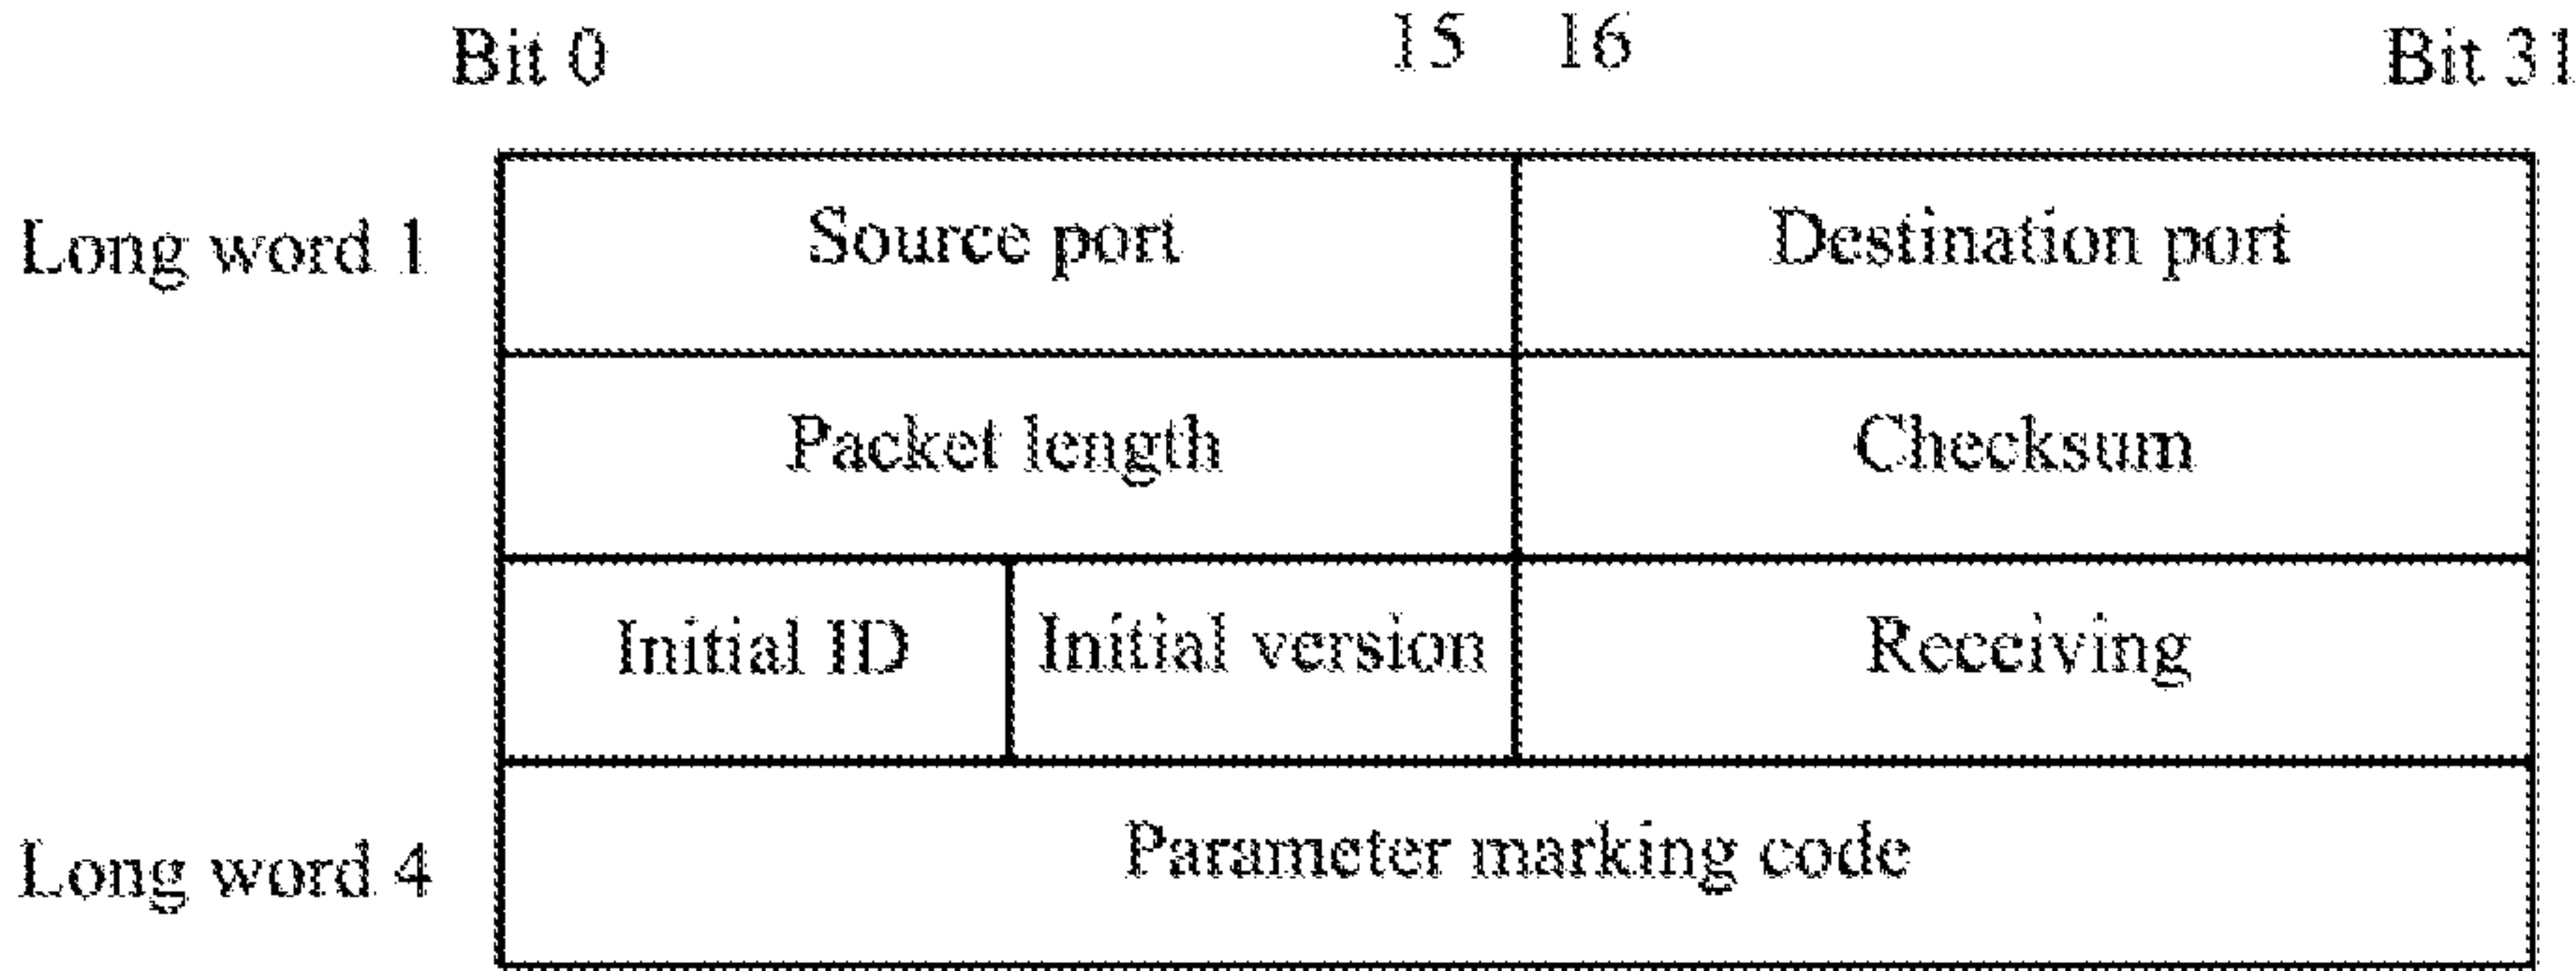 Bit 0 15 16 Bit 31
Long word 1 Source port Destination port
Packet length Checksum
Initial ID Initial version Receiving
Long word 4 Parameter marking code